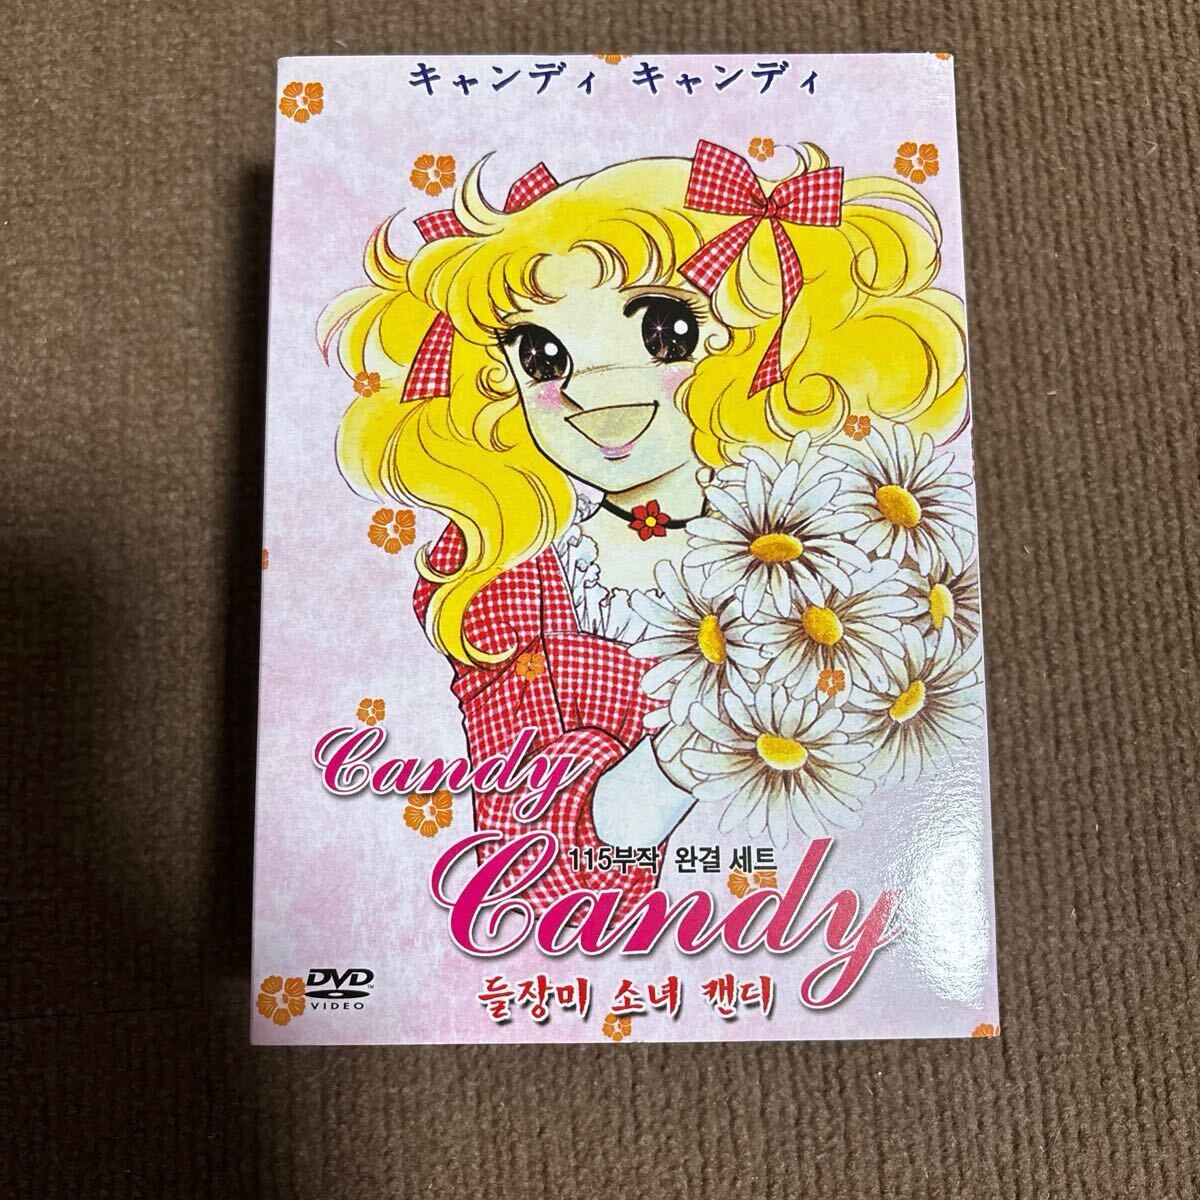 キャンディ キャンディ
Candy
115부작 완결 세트
Candy
들장미 소녀 캔디
DVD
VIDEO